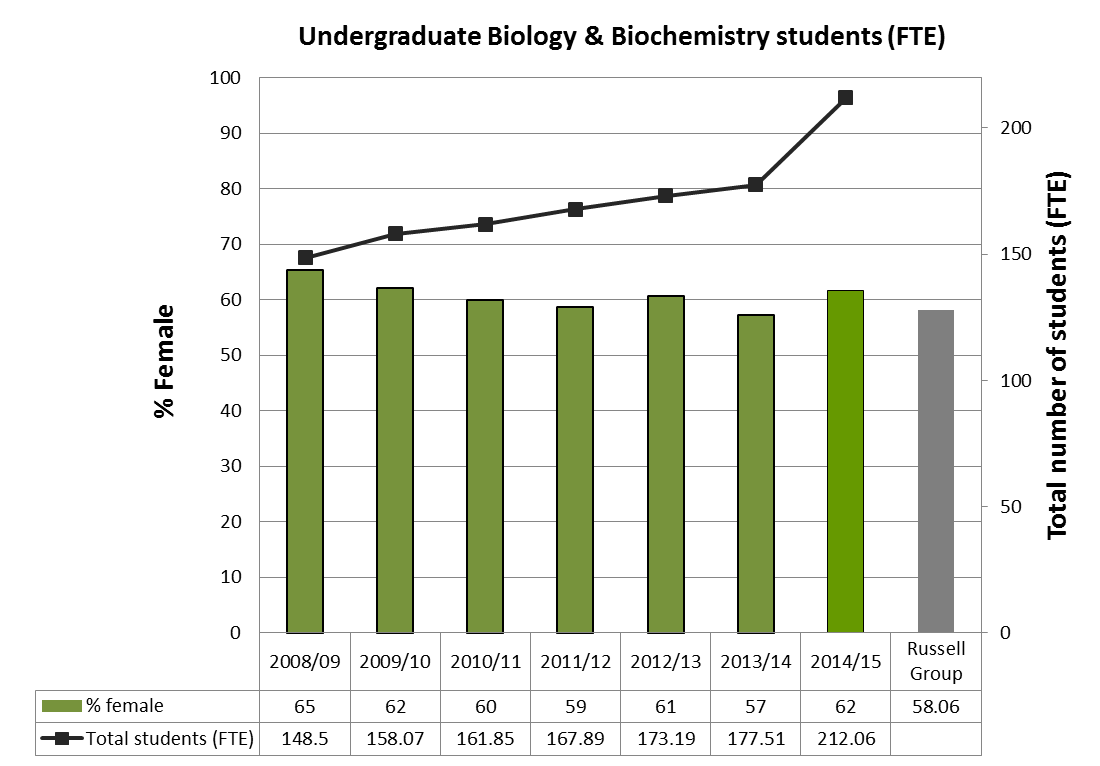 Undergraduate Biology & Biochemistry students (FTE)
100
90
80
70
60
50
40
30
20
10
0
% Female
200
150
100
50
0
Total number of students (FTE)
2008/09 2009/10 2010/11 2011/12 2012/13 2013/14 2014/15 Russell
Group
% female 65 62 60 59 61 57 62 58.06
Total students (FTE) 148.5 158.07 161.85 167.89 173.19 177.51 212.06